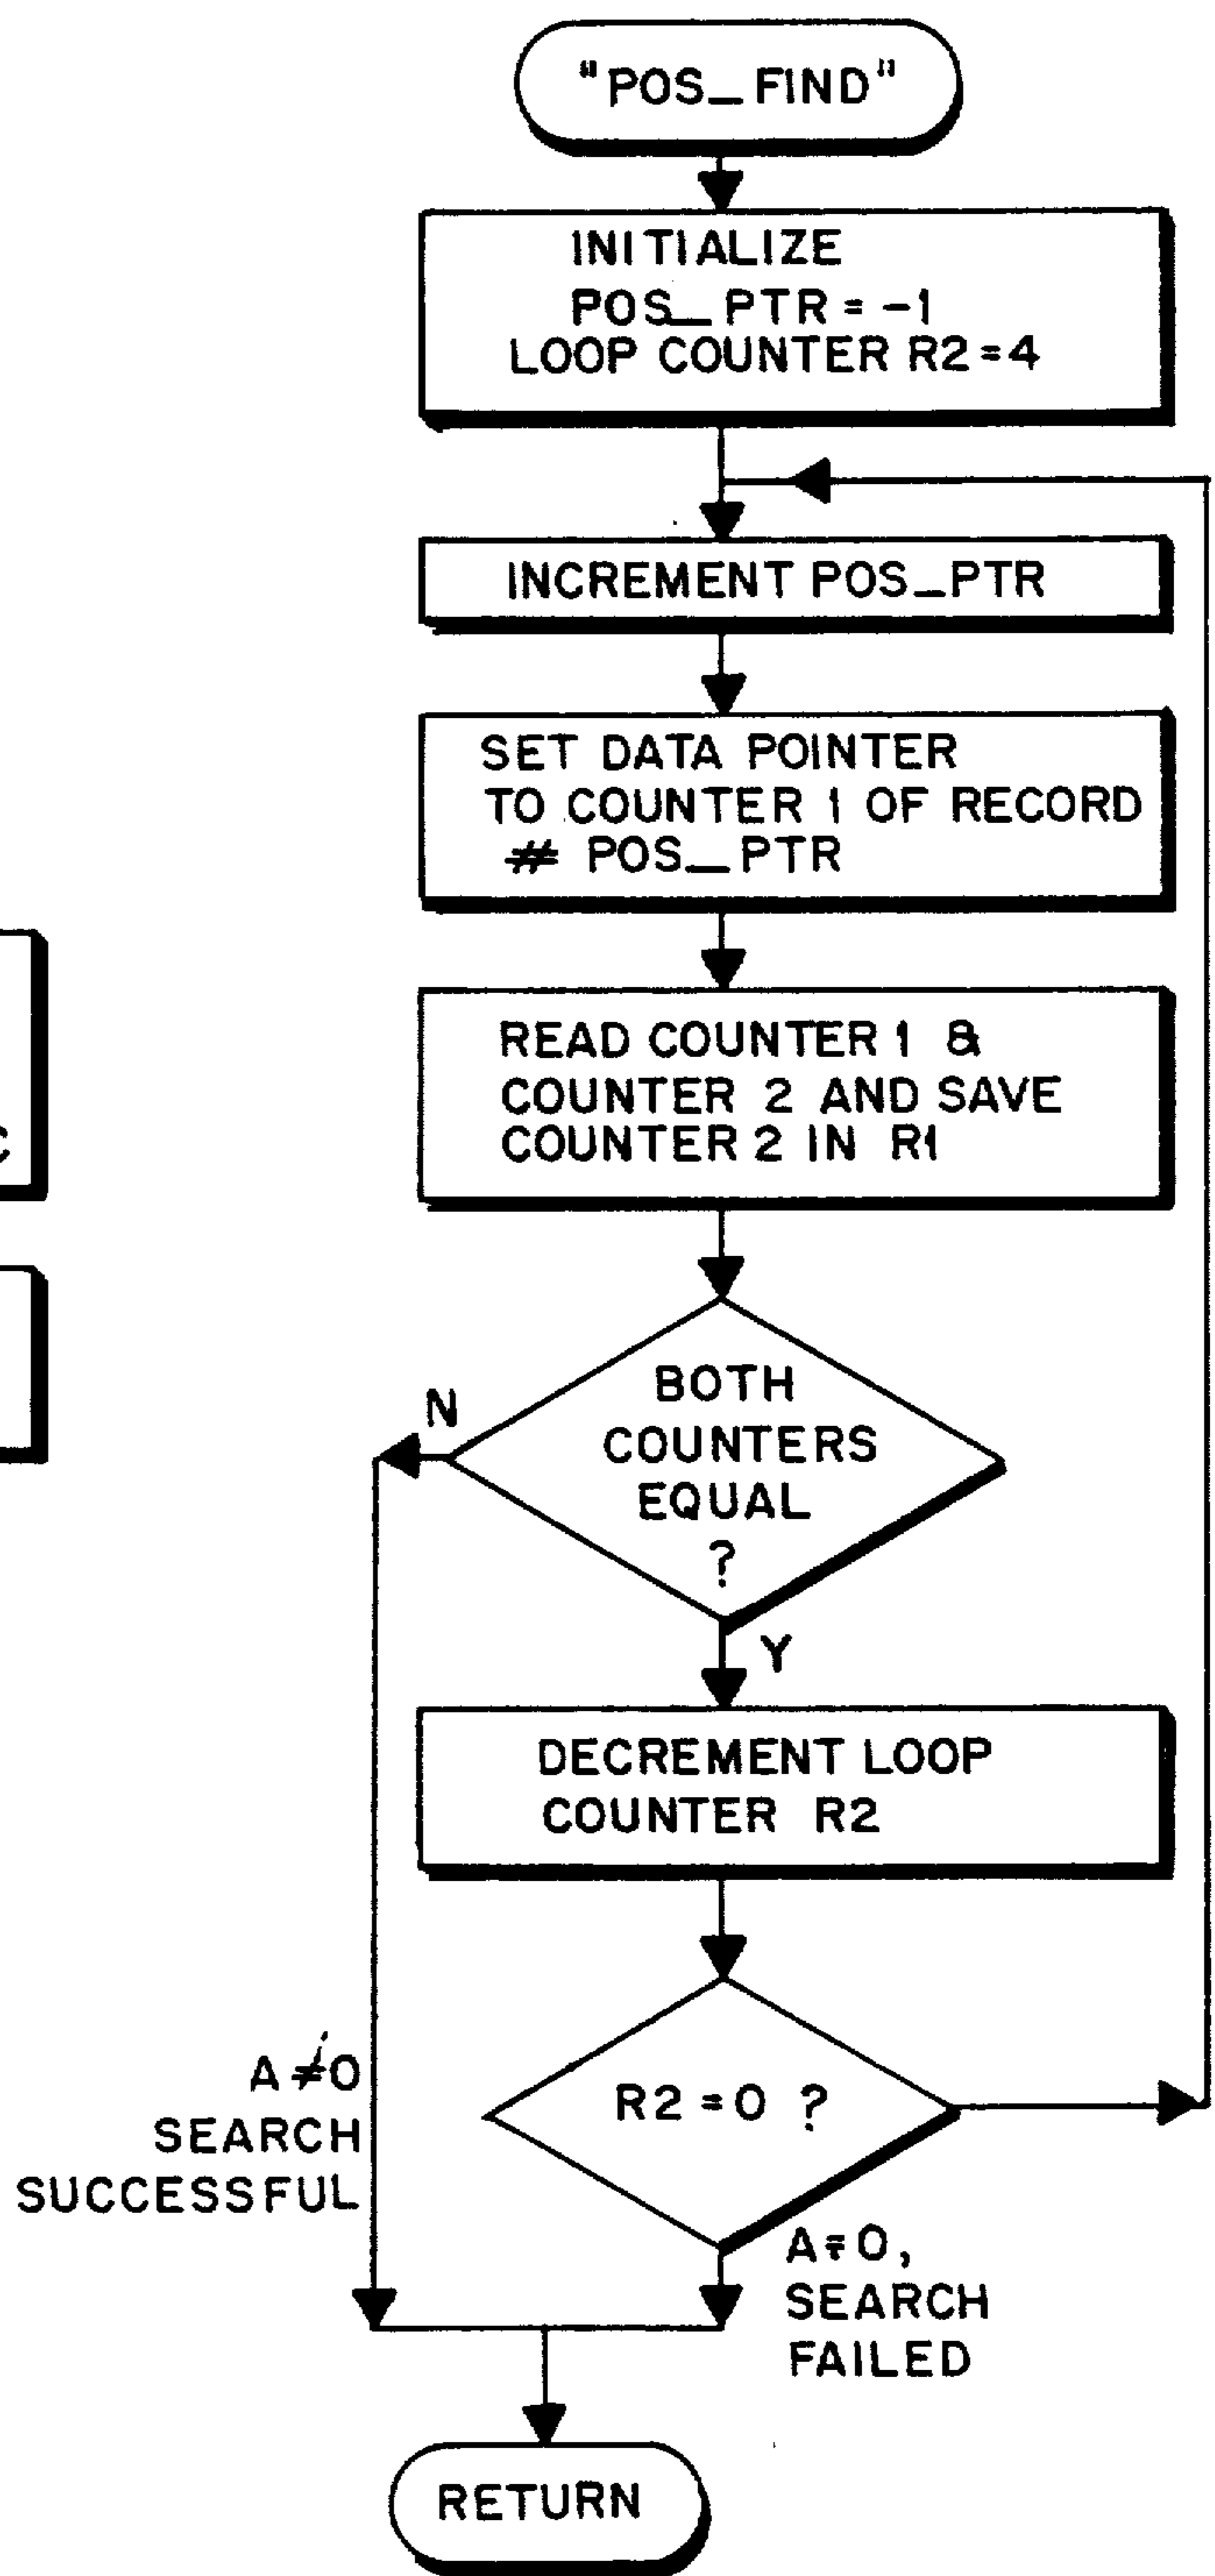 "POS_FIND"
INITIALIZE
POS_PTR = -1
LOOP COUNTER R2=4
INCREMENT POS_PTR
SET DATA POINTER
TO COUNTER 1 OF RECORD
# POS_PTR
READ COUNTER 1 &
COUNTER 2 AND SAVE
COUNTER 2 IN R1
C
BOTH
COUNTERS
EQUAL
?
N
Y
DECREMENT LOOP
COUNTER R2
R2 = 0 ?
A≠0
SEARCH
SUCCESSFUL
A=0,
SEARCH
FAILED
RETURN